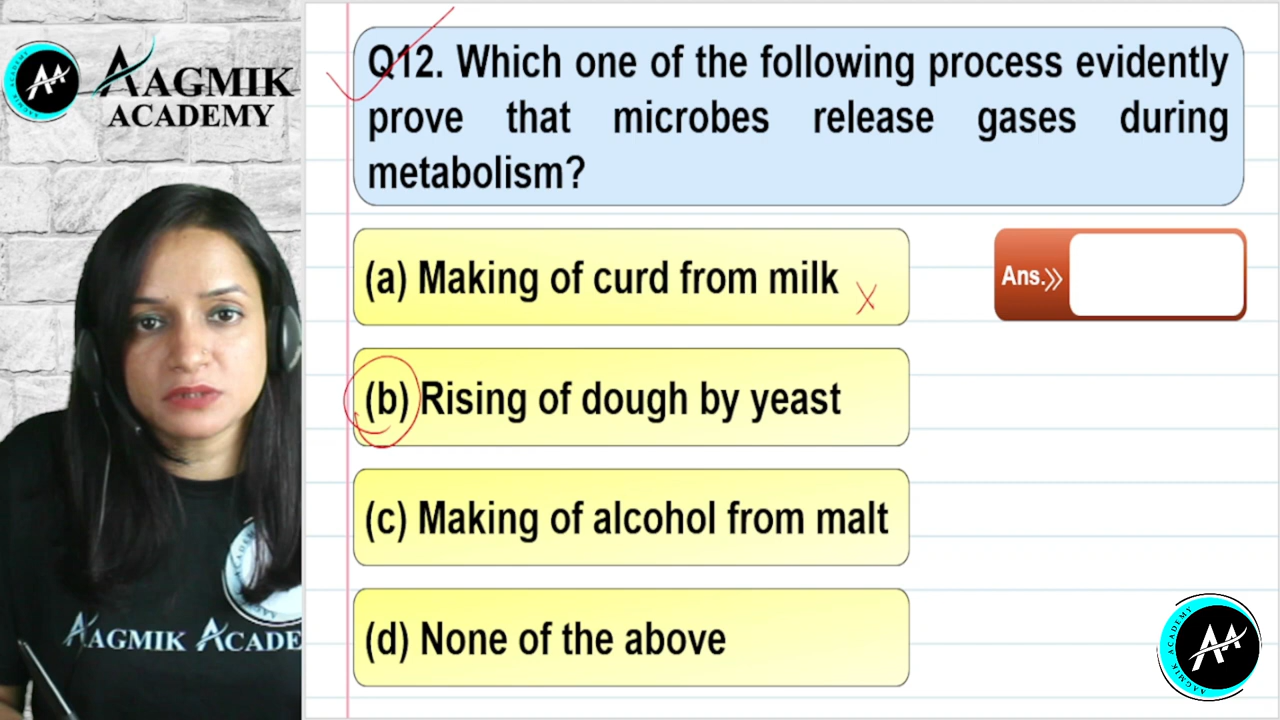 AAGMIK
ACADEMY
Q12. Which one of the following process evidently
prove that microbes release gases during
metabolism?
(a) Making of curd from milk
Ans.
(b) Rising of dough by yeast
(c) Making of alcohol from malt
(d) None of the above
AAGMIK ACADE